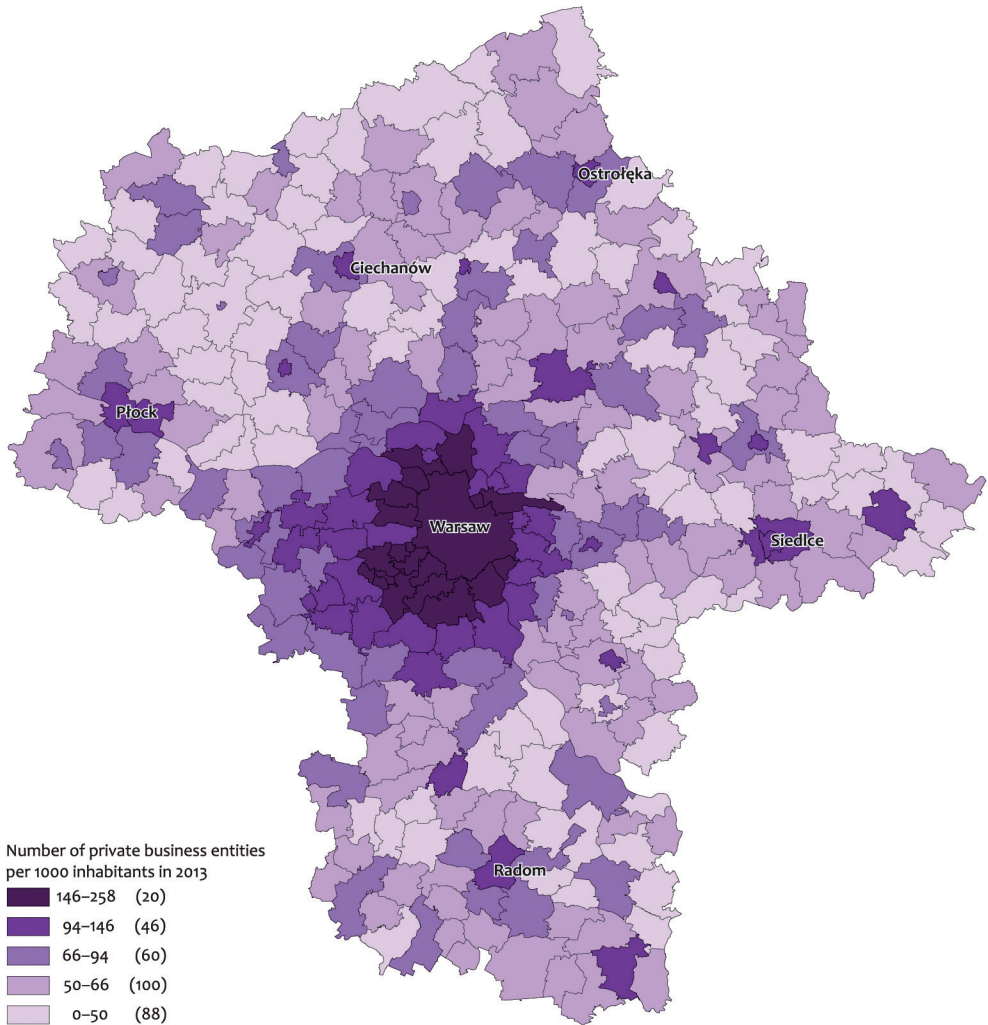 Ostrołęka
Ciechanów
Płock
Warsaw
Siedlce
Radom
Number of private business entities
per 1000 inhabitants in 2013
146–258 (20)
94–146 (46)
66–94 (60)
50–66 (100)
0–50 (88)